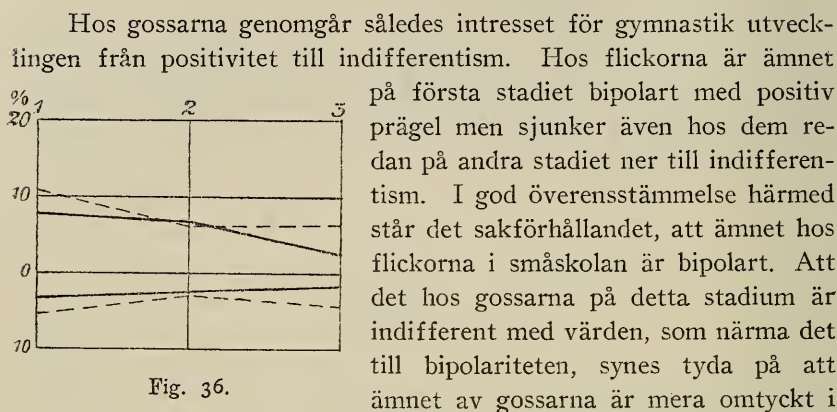 Hos gossarna genomgår således intresset för gymnastik utveck-
lingen från positivitet till indifferentism. Hos flickorna är ämnet
på första stadiet bipolart med positiv
prägel men sjunker även hos dem re-
dan på andra stadiet ner till indifferen-
tism. I god överensstämmelse härmed
står det sakförhållandet, att ämnet hos
flickorna i småskolan är bipolart. Att
det hos gossarna på detta stadium är
indifferent med värden, som närma det
till bipolariteten, synes tyda på att
ämnet av gossarna är mera omtyckt i
% 1 2 3
20
10
0
10
Fig. 36.